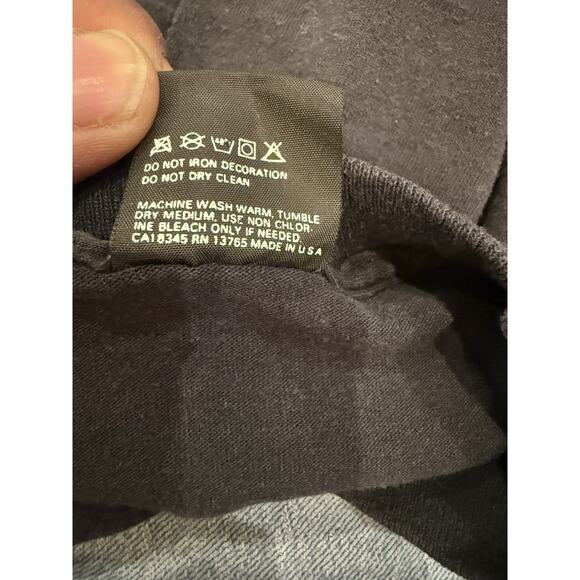 40°
DO NOT IRON DECORATION
DO NOT DRY CLEAN
MACHINE WASH WARM, TUMBLE
DRY MEDIUM, USE NON CHLOR-
INE BLEACH ONLY IF NEEDED.
CA18345 RN 13765 MADE IN U.S.A